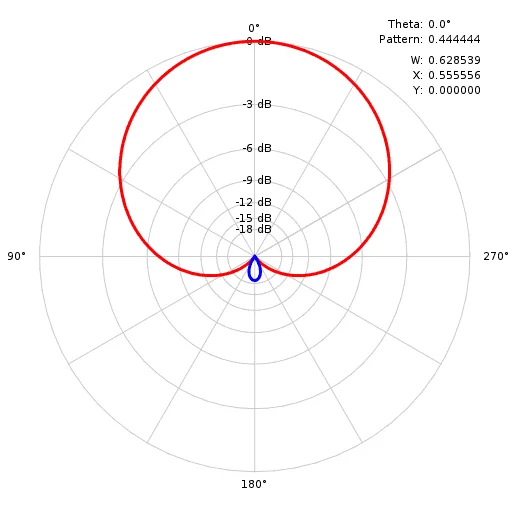 0°
Theta: 0.0°
Pattern: 0.444444
W: 0.628539
X: 0.555556
Y: 0.000000
0 dB
-3 dB
-6 dB
-9 dB
-12 dB
-15 dB
-18 dB
90°
270°
180°